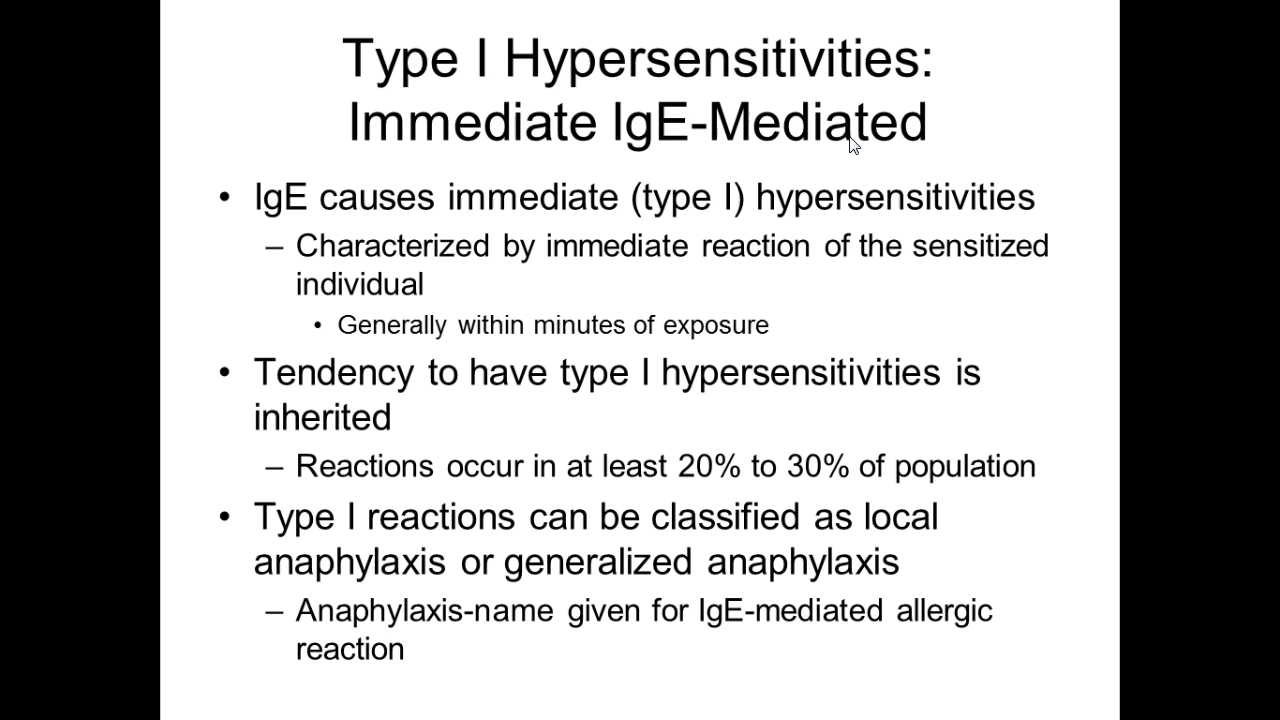 Type I Hypersensitivities:
Immediate IgE-Mediated
• IgE causes immediate (type I) hypersensitivities
– Characterized by immediate reaction of the sensitized
individual
• Generally within minutes of exposure
• Tendency to have type I hypersensitivities is
inherited
– Reactions occur in at least 20% to 30% of population
• Type I reactions can be classified as local
anaphylaxis or generalized anaphylaxis
– Anaphylaxis-name given for IgE-mediated allergic
reaction